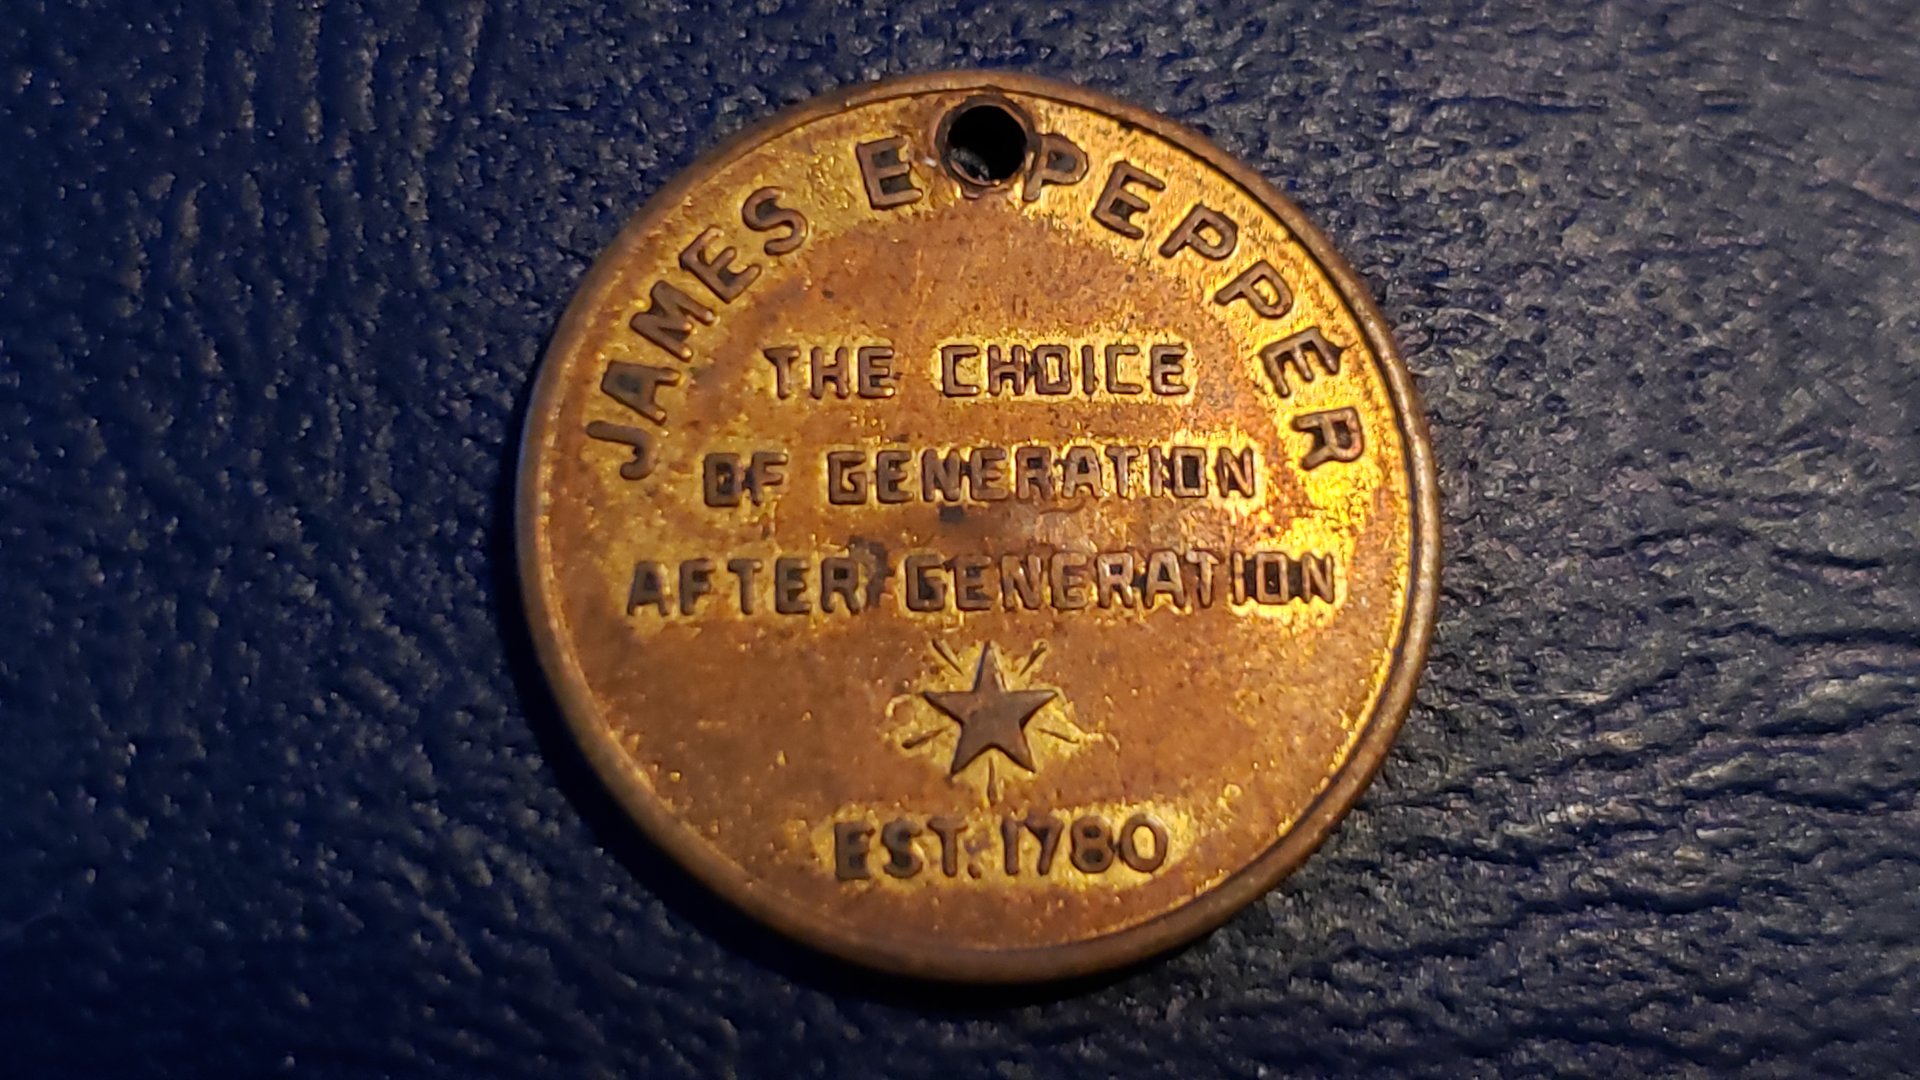 JAMES E PEPPER
THE CHOICE
OF GENERATION
AFTER GENERATION
EST. 1780